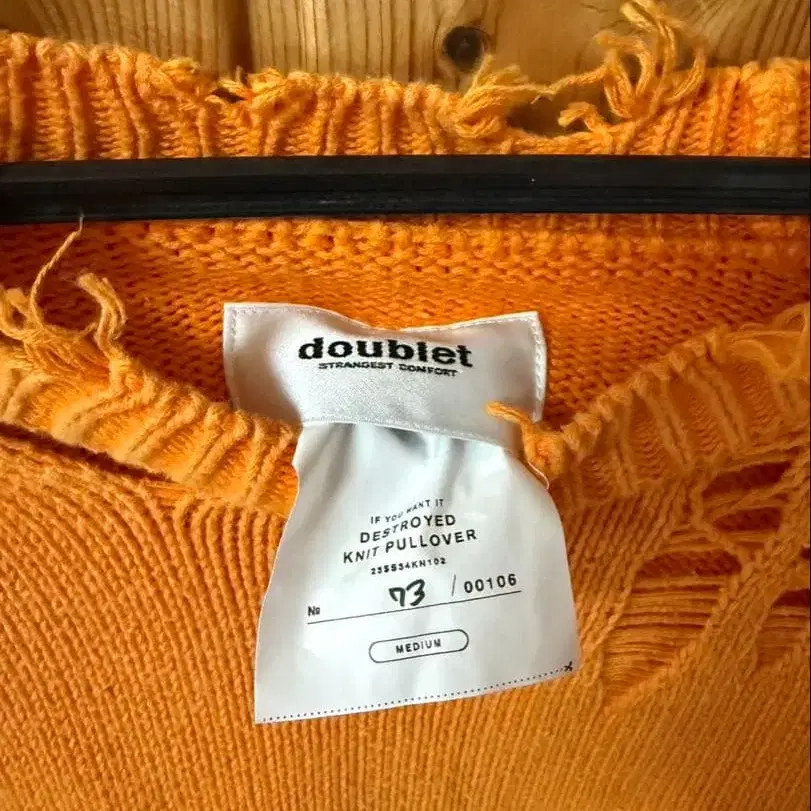 doublet
STRANGEST COMFORT
IF YOU WANT IT
DESTROYED
KNIT PULLOVER
23SS34KN102
№ 73 / 00106
MEDIUM